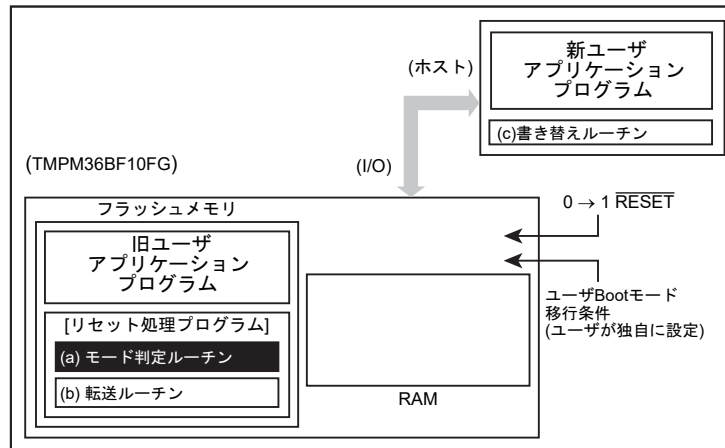 新ユーザ
アプリケーション
プログラム
(ホスト)
(c)書き替えルーチン
(TMPM36BF10FG)
(I/O)
フラッシュメモリ
0 → 1 RESET
旧ユーザ
アプリケーション
プログラム
ユーザBootモード
移行条件
(ユーザが独自に設定)
[リセット処理プログラム]
(a) モード判定ルーチン
(b) 転送ルーチン
RAM